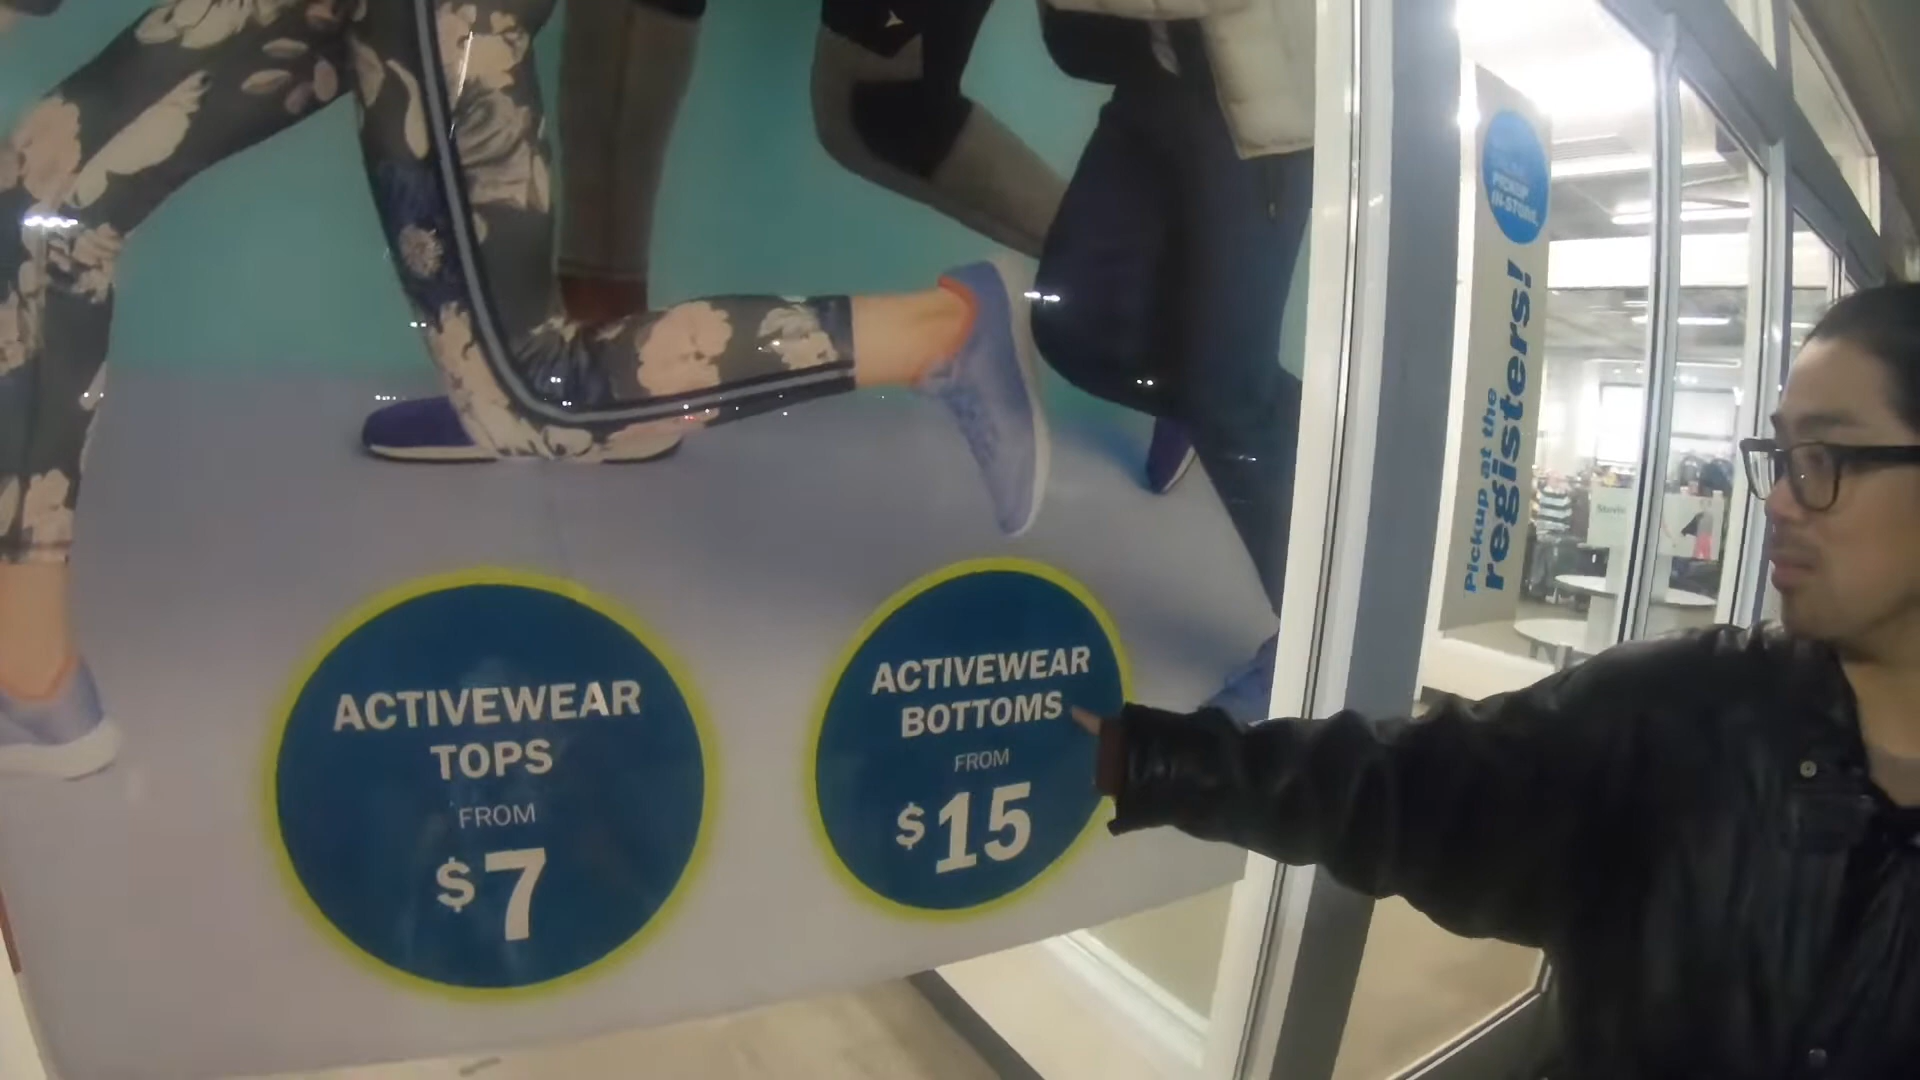 ACTIVEWEAR
TOPS
FROM
$7
ACTIVEWEAR
BOTTOMS
FROM
$15
PICKUP
IN-STORE.
Pickup at the
registers!